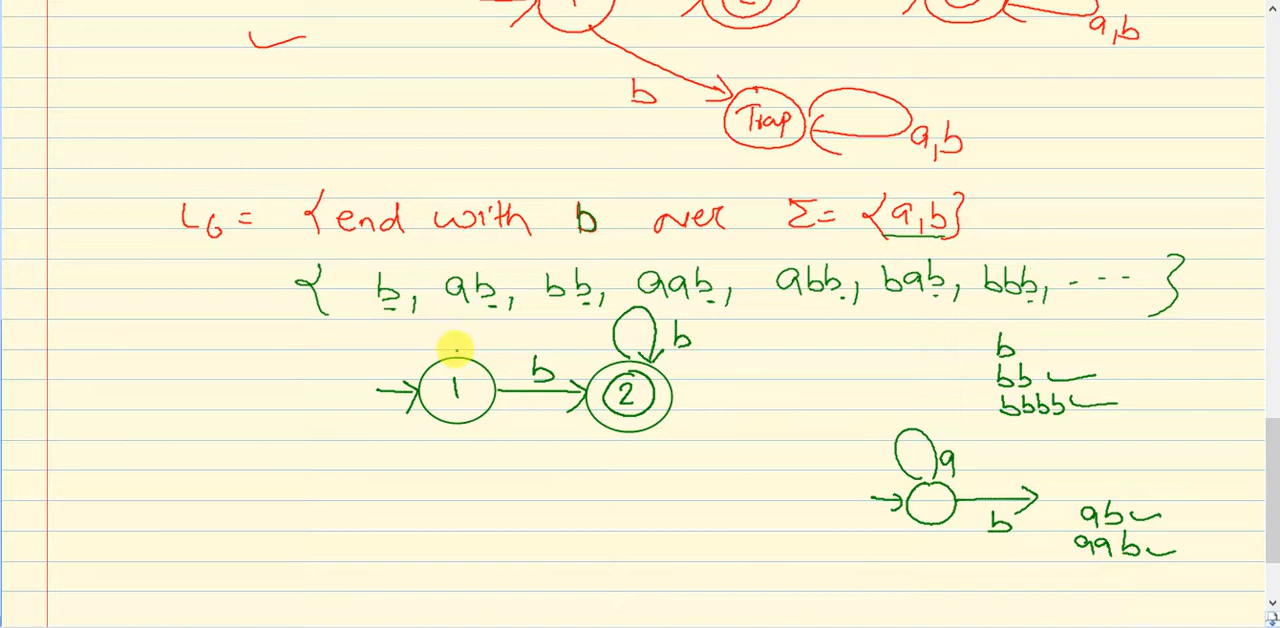 a,b
b
Trap
a,b
L6 = {end with b over Σ= {a,b}
{ b, ab, bb, aab, abb, bab, bbb, - - - }
b
b
1
2
b
bb
bbbb
a
b
ab
aab